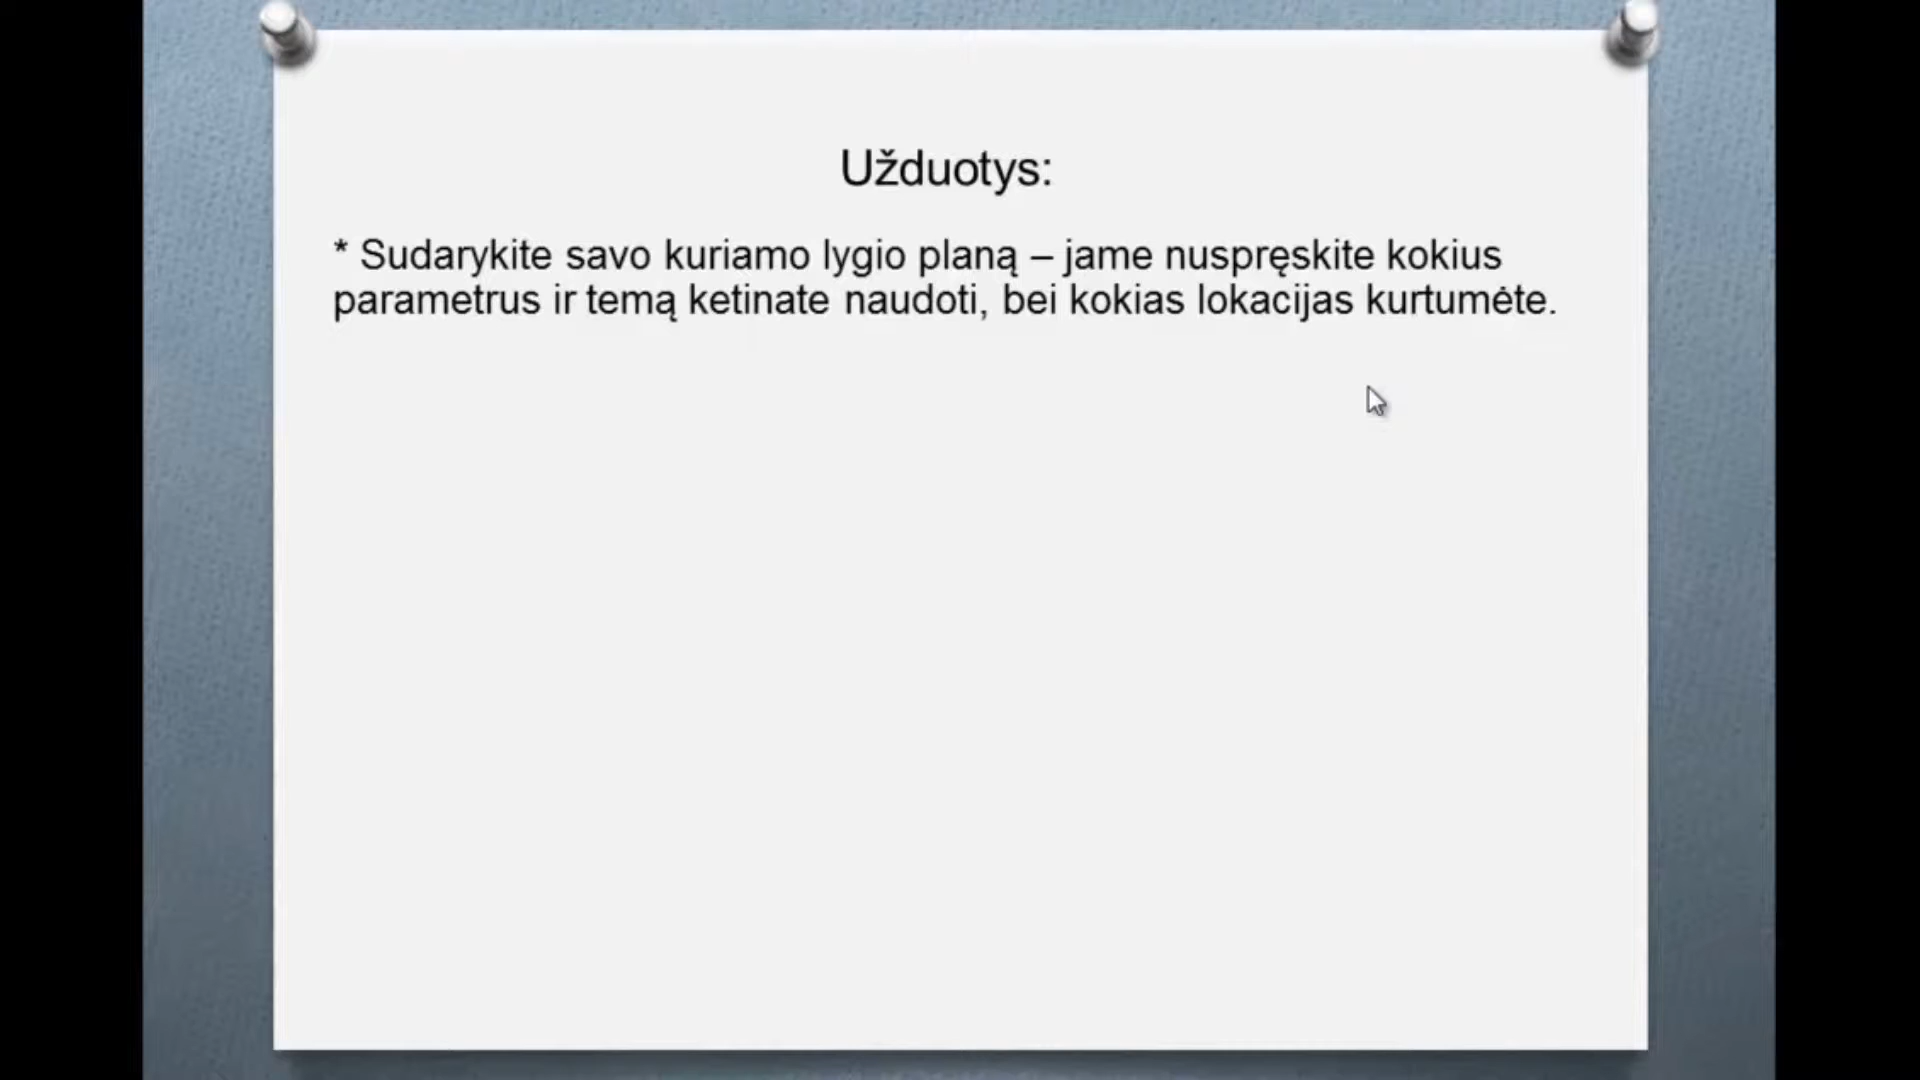 Užduotys:
* Sudarykite savo kuriamo lygio planą – jame nuspręskite kokius
parametrus ir temą ketinate naudoti, bei kokias lokacijas kurtumėte.